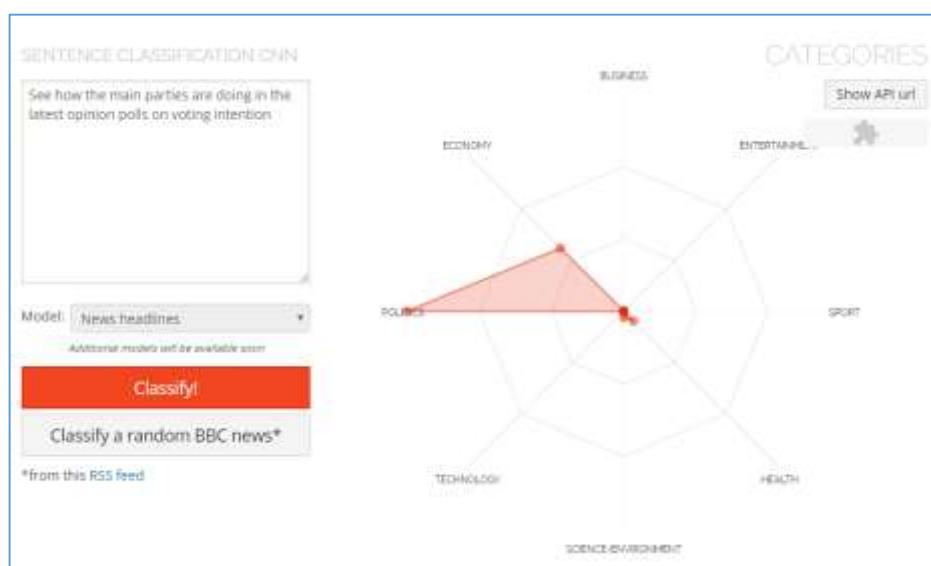 SENTENCE CLASSIFICATION CNN
CATEGORIES
See how the main parties are doing in the
latest opinion polls on voting intention
Show API url
BUSINESS
ECONOMY
ENTERTAINME...
POLITICS
SPORT
Model:
News headlines
Additional models will be available soon
Classify!
Classify a random BBC news*
*from this RSS feed
TECHNOLOGY
HEALTH
SCIENCE-ENVIRONMENT